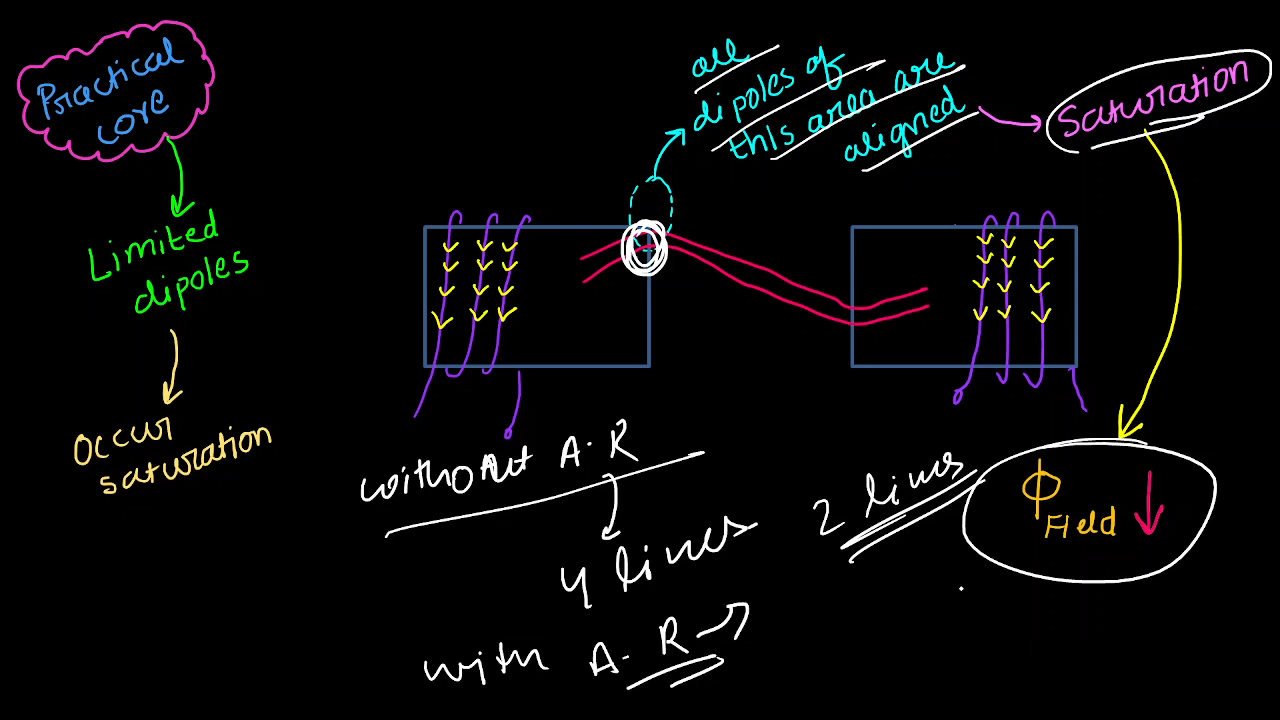 Practical
core
Limited
dipoles
Occur
saturation
all
dipoles of
this area are
aligned
Saturation
without A.R
4 lines
with A.R
2 lines
ϕ Field ↓